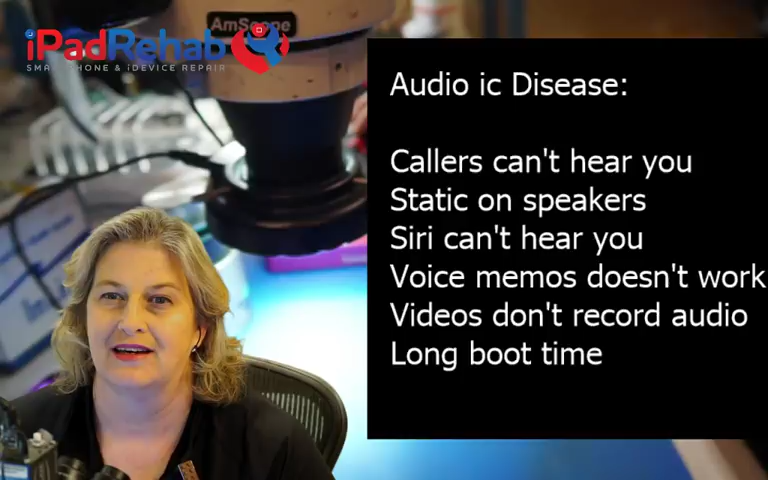 AmScope
iPadRehab
SMARTPHONE & iDEVICE REPAIR
Audio ic Disease:
Callers can't hear you
Static on speakers
Siri can't hear you
Voice memos doesn't work
Videos don't record audio
Long boot time